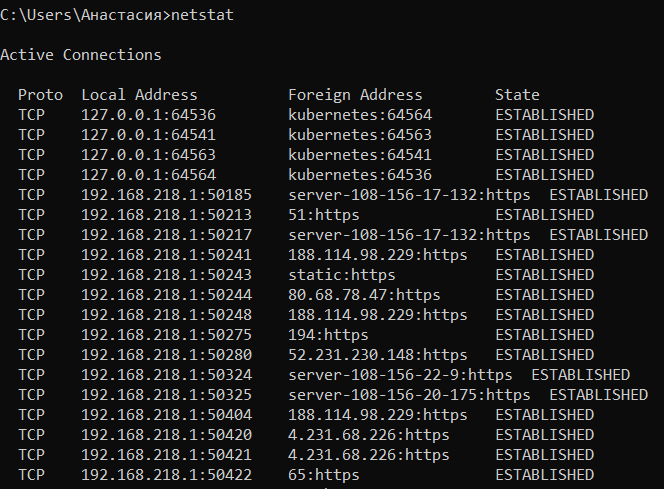 C:\Users\Анастасия>netstat
Active Connections
Proto Local Address Foreign Address State
TCP 127.0.0.1:64536 kubernetes:64564 ESTABLISHED
TCP 127.0.0.1:64541 kubernetes:64563 ESTABLISHED
TCP 127.0.0.1:64563 kubernetes:64541 ESTABLISHED
TCP 127.0.0.1:64564 kubernetes:64536 ESTABLISHED
TCP 192.168.218.1:50185 server-108-156-17-132:https ESTABLISHED
TCP 192.168.218.1:50213 51:https ESTABLISHED
TCP 192.168.218.1:50217 server-108-156-17-132:https ESTABLISHED
TCP 192.168.218.1:50241 188.114.98.229:https ESTABLISHED
TCP 192.168.218.1:50243 static:https ESTABLISHED
TCP 192.168.218.1:50244 80.68.78.47:https ESTABLISHED
TCP 192.168.218.1:50248 188.114.98.229:https ESTABLISHED
TCP 192.168.218.1:50275 194:https ESTABLISHED
TCP 192.168.218.1:50280 52.231.230.148:https ESTABLISHED
TCP 192.168.218.1:50324 server-108-156-22-9:https ESTABLISHED
TCP 192.168.218.1:50325 server-108-156-20-175:https ESTABLISHED
TCP 192.168.218.1:50404 188.114.98.229:https ESTABLISHED
TCP 192.168.218.1:50420 4.231.68.226:https ESTABLISHED
TCP 192.168.218.1:50421 4.231.68.226:https ESTABLISHED
TCP 192.168.218.1:50422 65:https ESTABLISHED